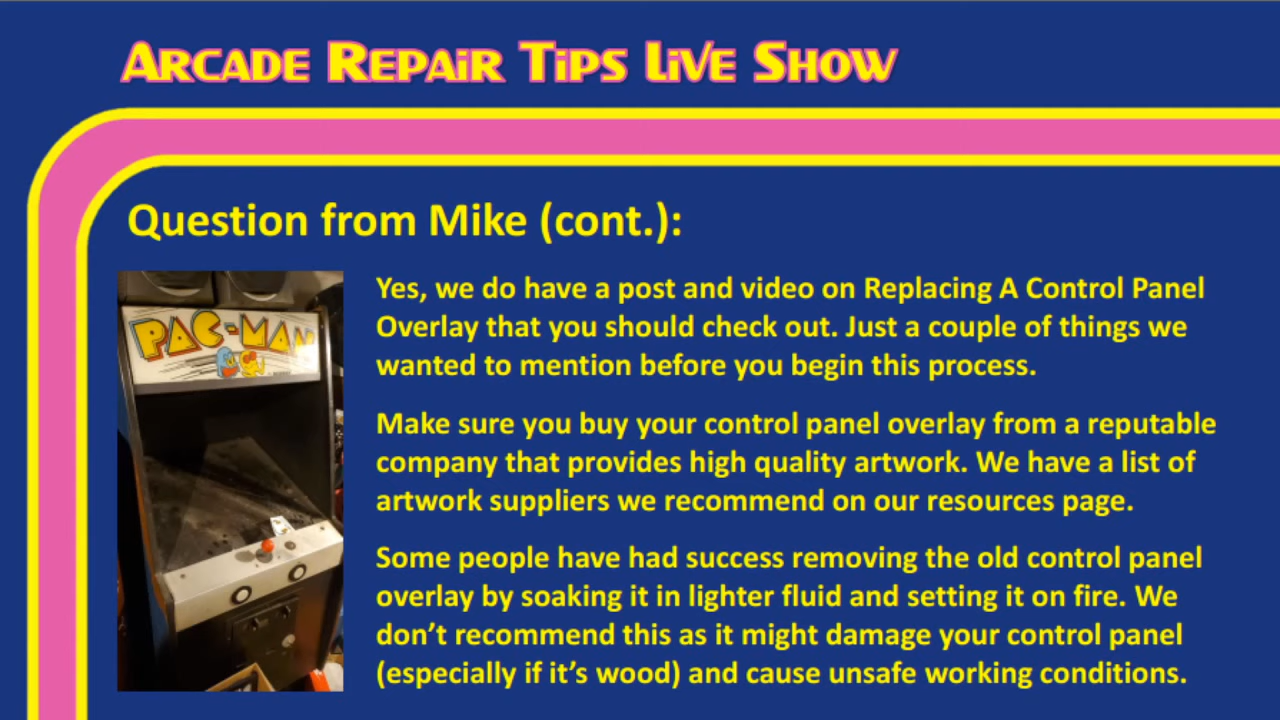 Arcade Repair Tips Live Show
Question from Mike (cont.):
PAC-MAN
Yes, we do have a post and video on Replacing A Control Panel
Overlay that you should check out. Just a couple of things we
wanted to mention before you begin this process.
Make sure you buy your control panel overlay from a reputable
company that provides high quality artwork. We have a list of
artwork suppliers we recommend on our resources page.
Some people have had success removing the old control panel
overlay by soaking it in lighter fluid and setting it on fire. We
don’t recommend this as it might damage your control panel
(especially if it’s wood) and cause unsafe working conditions.